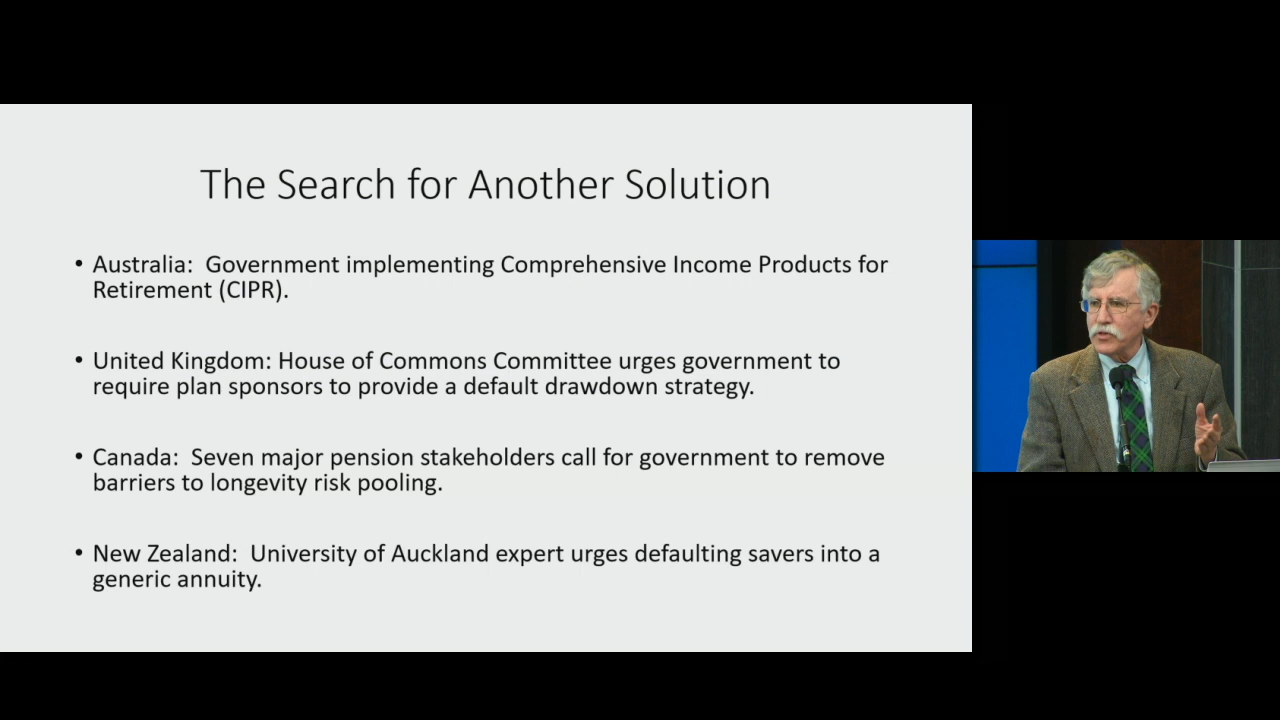 The Search for Another Solution
• Australia:  Government implementing Comprehensive Income Products for
Retirement (CIPR).
• United Kingdom: House of Commons Committee urges government to
require plan sponsors to provide a default drawdown strategy.
• Canada:  Seven major pension stakeholders call for government to remove
barriers to longevity risk pooling.
• New Zealand:  University of Auckland expert urges defaulting savers into a
generic annuity.